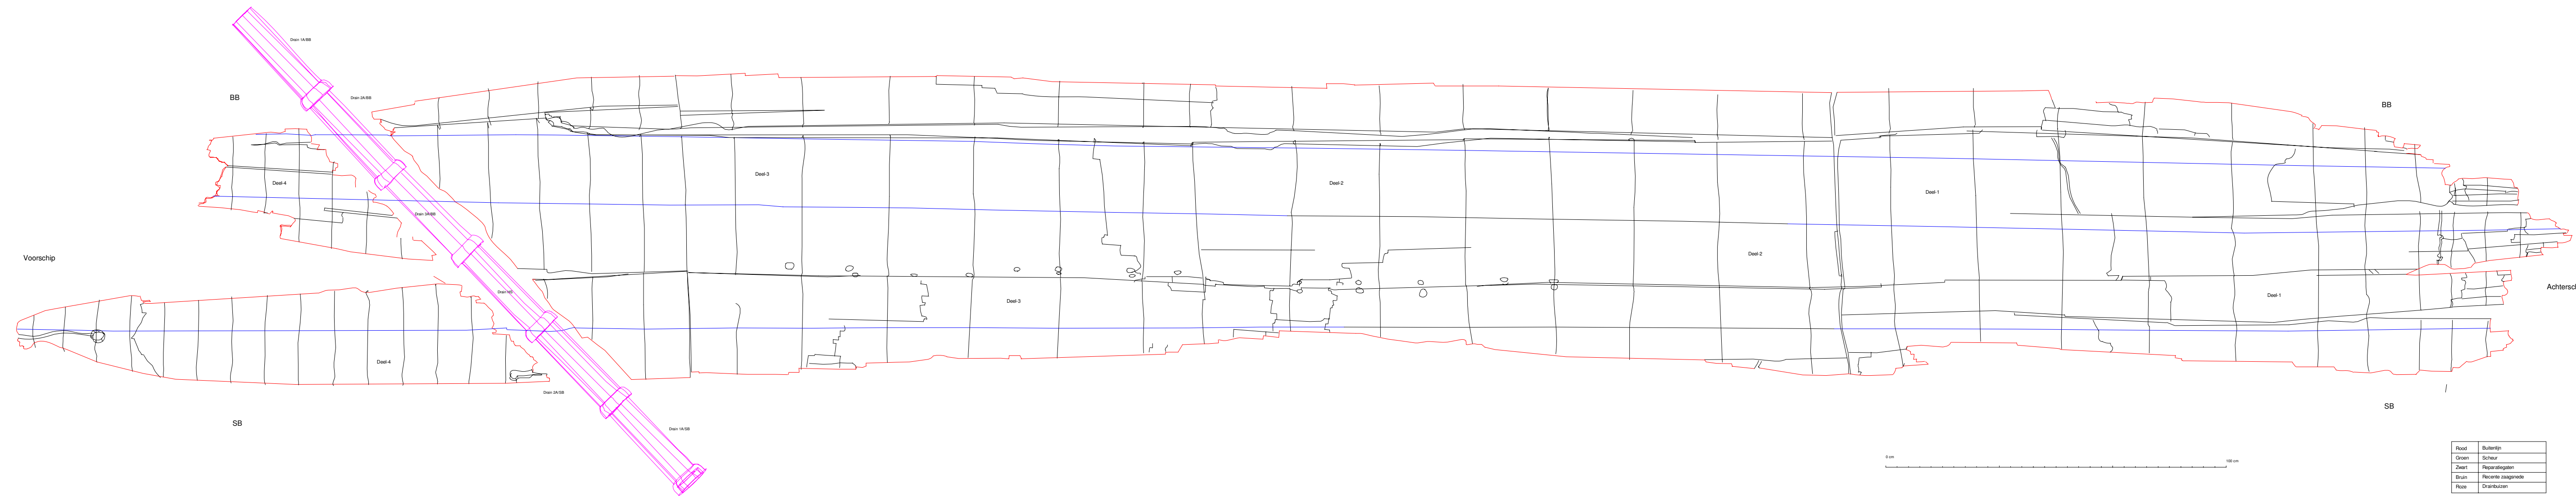 Drain 1A/BB
BB
Drain 2A/BB
BB
Deel-3
Deel-4
Deel-2
Deel-1
Drain 3A/BB
Voorschip
Deel-2
Drain
Deel-3
Deel-1
Achtersc
Deel-4
Drain 2A/SB
SB
SB
Drain 1A/SB
0 cm
100 cm
Rood Buitenlijn
Groen Scheur
Zwart Reparatiegaten
Bruin Recente zaagsnede
Roze Drainbuizen